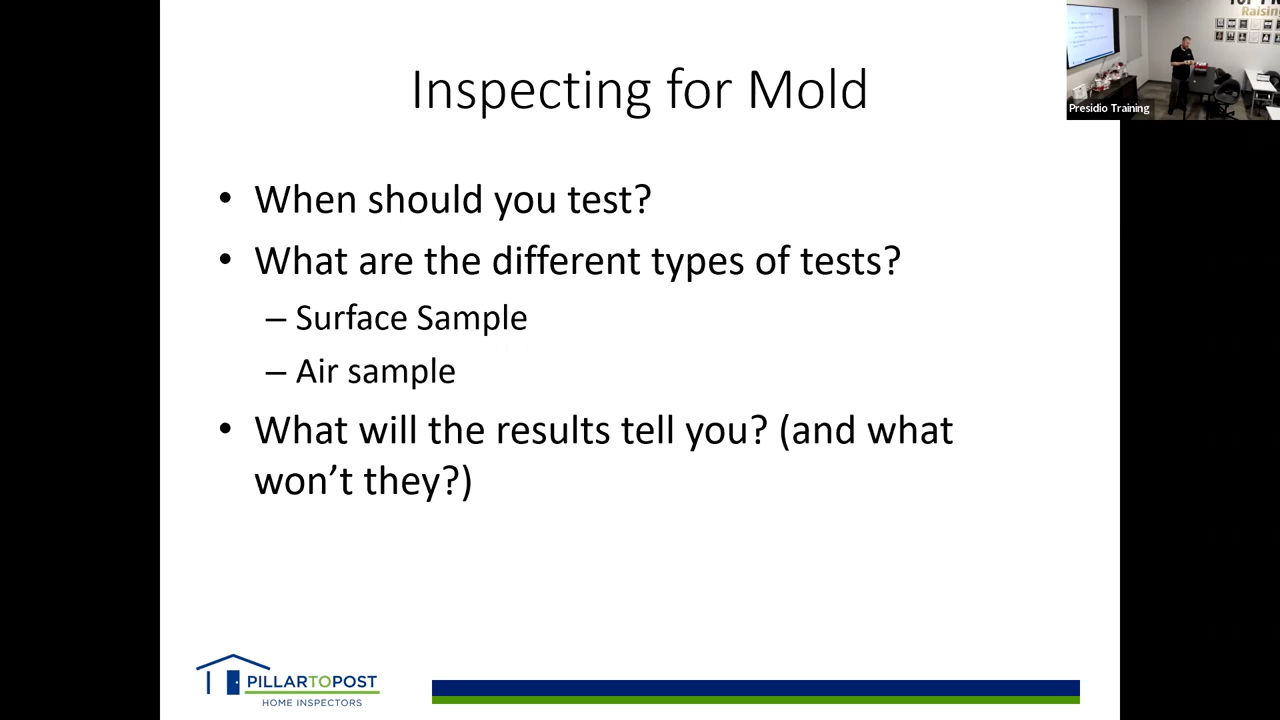 Inspecting for Mold
Raising
Presidio Training
• When should you test?
• What are the different types of tests?
– Surface Sample
– Air sample
• What will the results tell you? (and what
won't they?)
PILLARTOPOST
HOME INSPECTORS